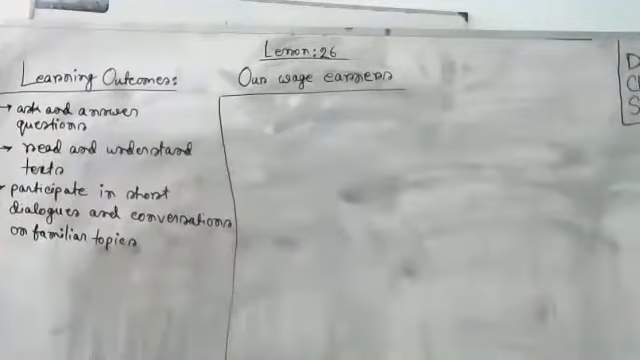 Lesson: 26
Our wage earners
Learning Outcomes:
→ ask and answer
questions
→ read and understand
texts
→ participate in short
dialogues and conversations
on familiar topics
D
Cl
S